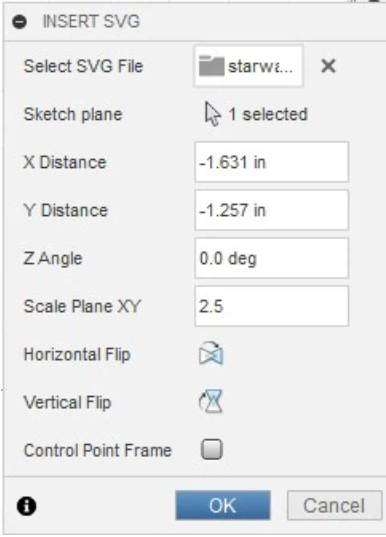 INSERT SVG
Select SVG File starwa...
Sketch plane 1 selected
X Distance -1.631 in
Y Distance -1.257 in
Z Angle 0.0 deg
Scale Plane XY 2.5
Horizontal Flip
Vertical Flip
Control Point Frame
OK Cancel